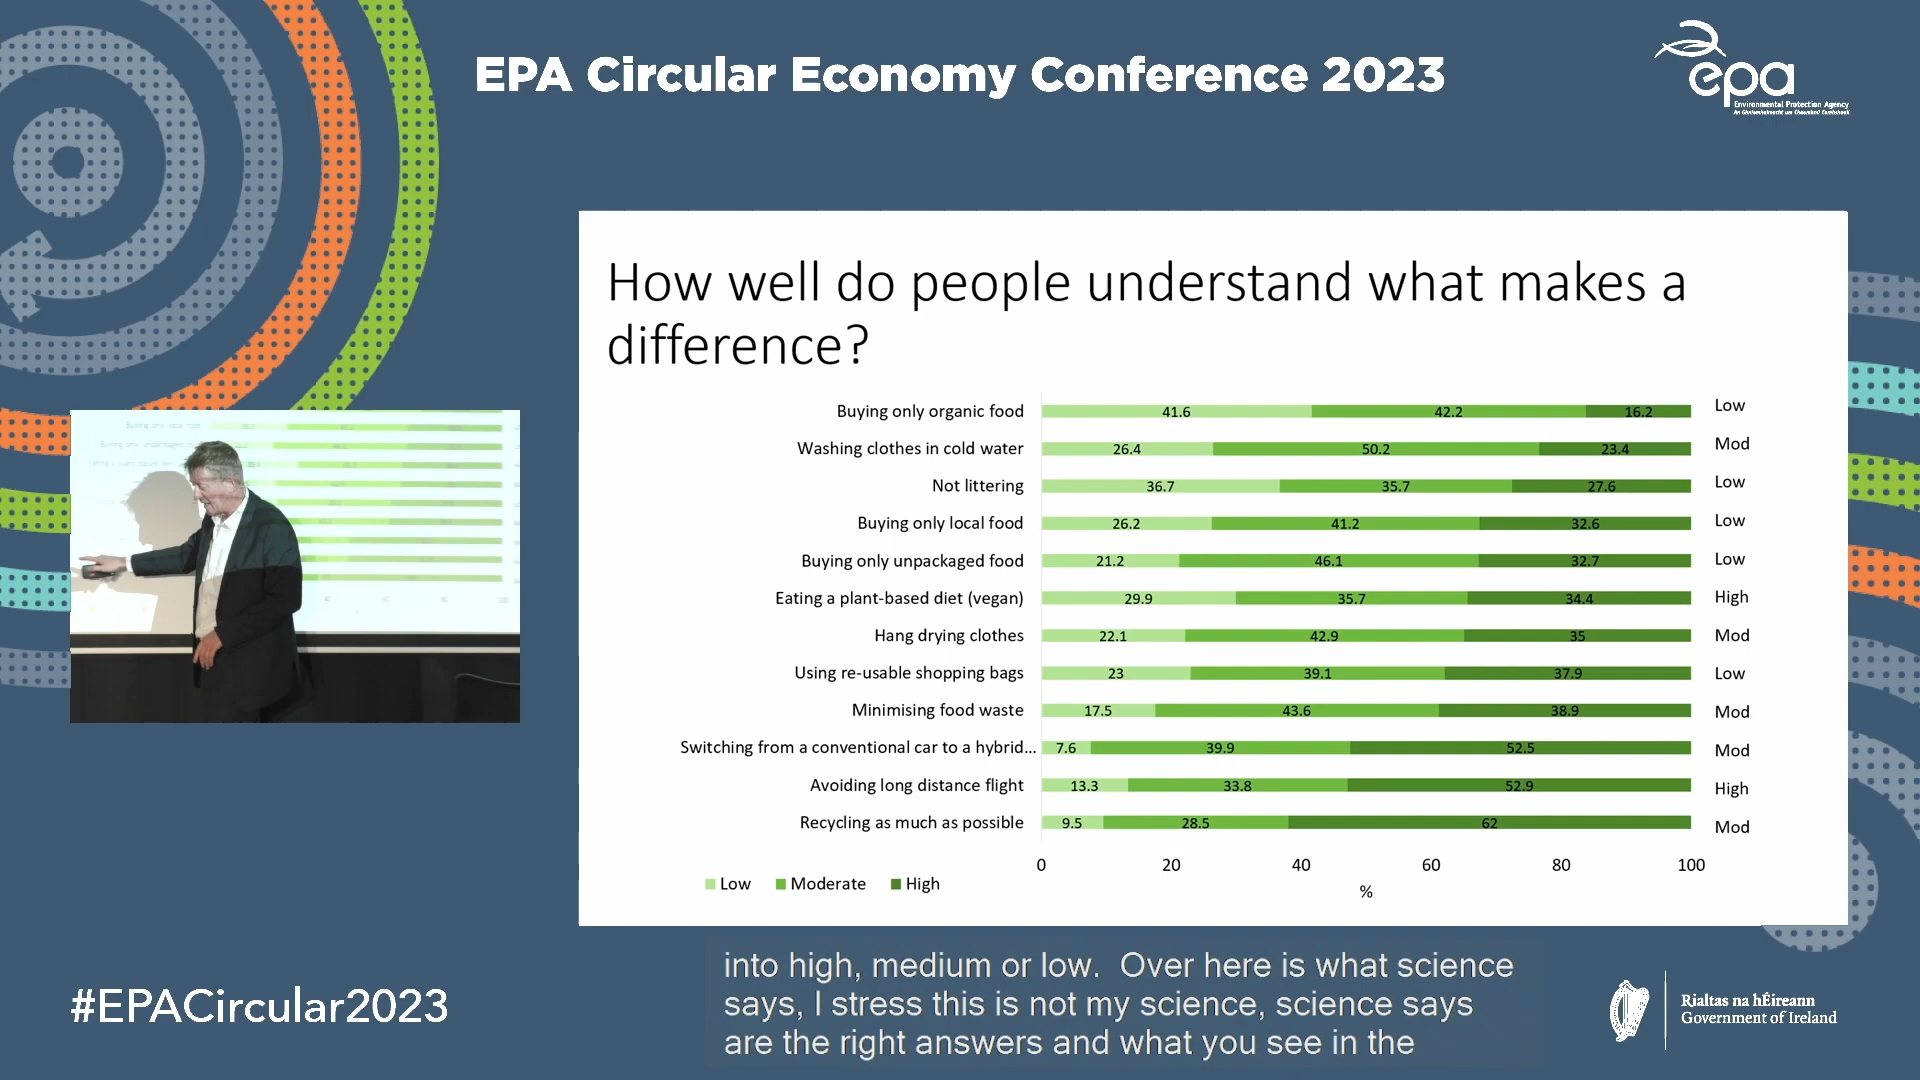 EPA Circular Economy Conference 2023
epa
Environmental Protection Agency
An Ghníomhaireacht um Chaomhnú Comhshaoil
How well do people understand what makes a
difference?
Buying only organic food 41.6 42.2 16.2 Low
Washing clothes in cold water 26.4 50.2 23.4 Mod
Not littering 36.7 35.7 27.6 Low
Buying only local food 26.2 41.2 32.6 Low
Buying only unpackaged food 21.2 46.1 32.7 Low
Eating a plant-based diet (vegan) 29.9 35.7 34.4 High
Hang drying clothes 22.1 42.9 35 Mod
Using re-usable shopping bags 23 39.1 37.9 Low
Minimising food waste 17.5 43.6 38.9 Mod
Switching from a conventional car to a hybrid... 7.6 39.9 52.5 Mod
Avoiding long distance flight 13.3 33.8 52.9 High
Recycling as much as possible 9.5 28.5 62 Mod
0 20 40 60 80 100
%
Low Moderate High
into high, medium or low.  Over here is what science
says, I stress this is not my science, science says
are the right answers and what you see in the
#EPACircular2023
Rialtas na hÉireann
Government of Ireland